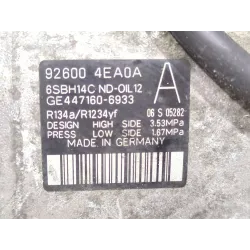 92600 4EA0A
A
6SBH14C ND-OIL12
GE447160-6933
R134a/R1234yf 06 S 05282
DESIGN HIGH SIDE 3.53MPa
PRESS LOW SIDE 1.67MPa
MADE IN GERMANY